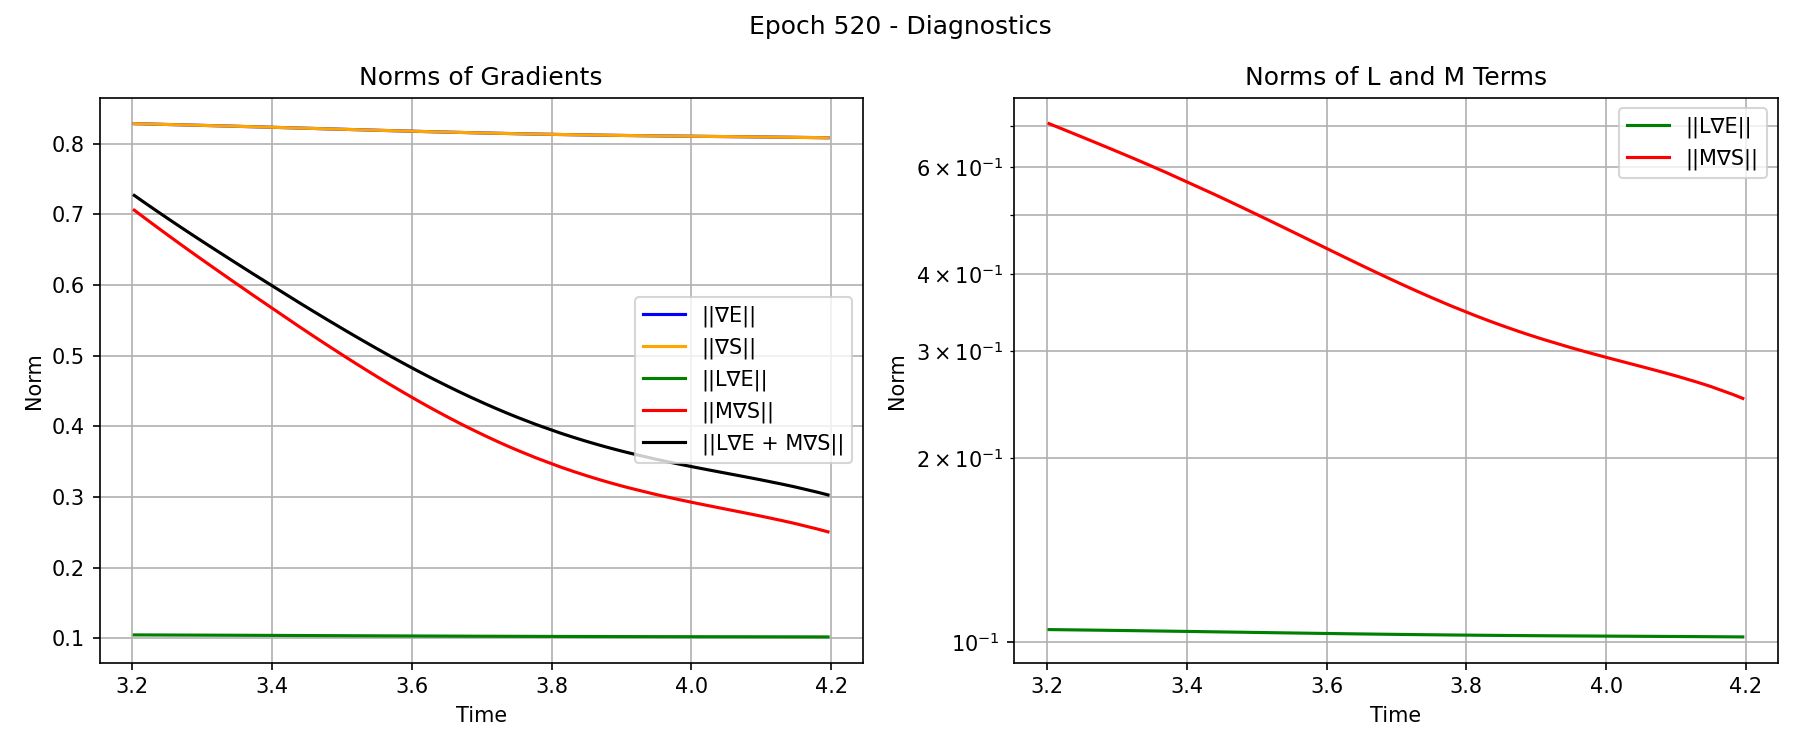 Epoch 520 - Diagnostics
Norms of Gradients
Norm
0.8
0.7
0.6
0.5
0.4
0.3
0.2
0.1
||∇E||
||∇S||
||L∇E||
||M∇S||
||L∇E + M∇S||
3.2 3.4 3.6 3.8 4.0 4.2
Time
Norms of L and M Terms
Norm
6 × 10⁻¹
4 × 10⁻¹
3 × 10⁻¹
2 × 10⁻¹
10⁻¹
||L∇E||
||M∇S||
3.2 3.4 3.6 3.8 4.0 4.2
Time